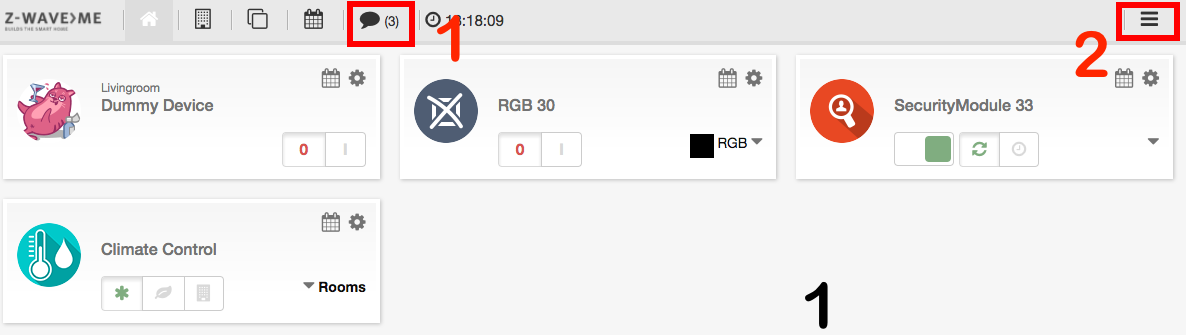 Z-WAVE>ME
BUILDS THE SMART HOME
(3)
18:18:09
1
2
Livingroom
Dummy Device
0 I
RGB 30
0 I
RGB
SecurityModule 33
Climate Control
Rooms
1